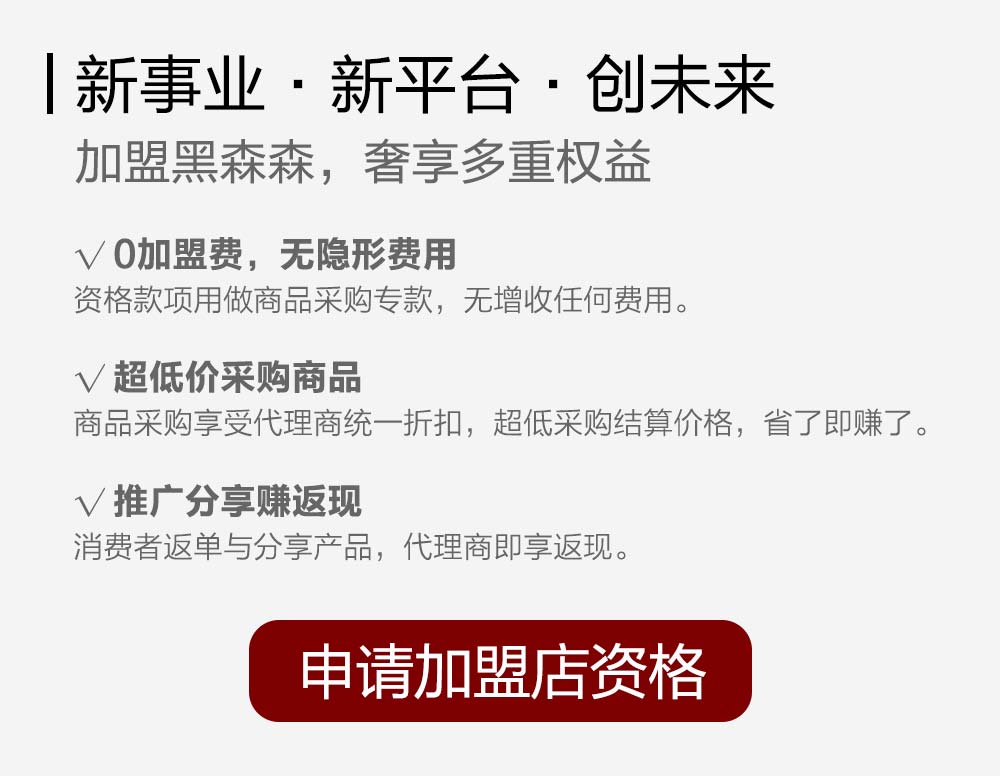 新事业 · 新平台 · 创未来
加盟黑森森，奢享多重权益
√ 0加盟费，无隐形费用
资格款项用做商品采购专款，无增收任何费用。
√ 超低价采购商品
商品采购享受代理商统一折扣，超低采购结算价格，省了即赚了。
√ 推广分享赚返现
消费者返单与分享产品，代理商即享返现。
申请加盟店资格